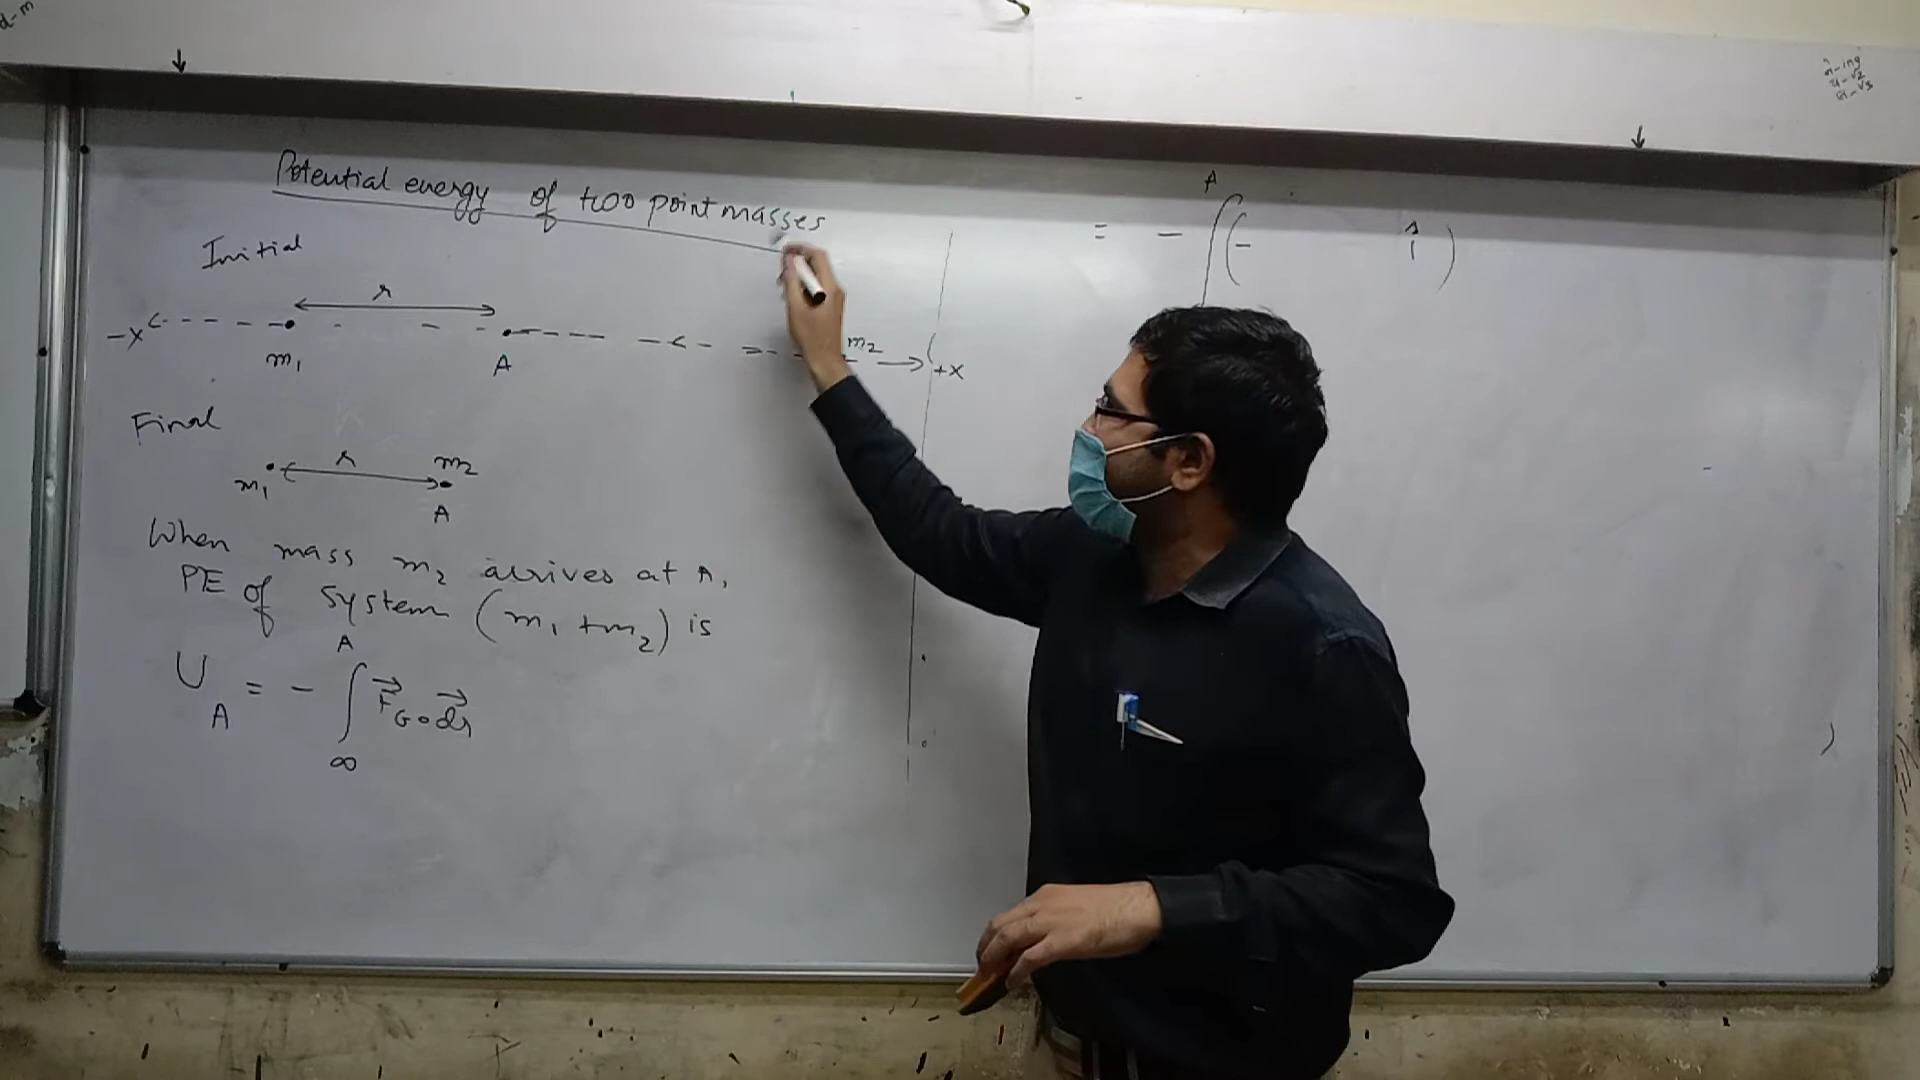 Potential energy of two point masses
Initial
r
-X m₁ A m₂ +X
Final
r m₂
m₁ A
When mass m₂ arrives at A,
PE of system (m₁ + m₂) is
U_A = - ∫_∞^A F⃗_G · dr⃗
= - ∫^A (- î )